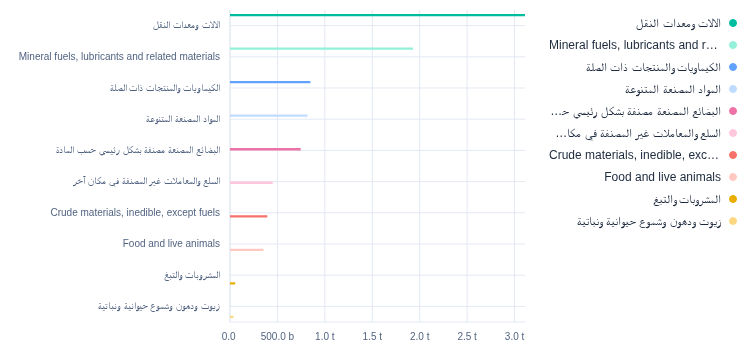 الآلات ومعدات النقل
Mineral fuels, lubricants and related materials
الكيماويات والمنتجات ذات الصلة
المواد المصنعة المتنوعة
البضائع المصنعة مصنفة بشكل رئيسي حسب المادة
السلع والمعاملات غير المصنفة في مكان آخر
Crude materials, inedible, except fuels
Food and live animals
المشروبات والتبغ
زيوت ودهون وشموع حيوانية ونباتية
0.0 500.0 b 1.0 t 1.5 t 2.0 t 2.5 t 3.0 t
الآلات ومعدات النقل
Mineral fuels, lubricants and r...
الكيماويات والمنتجات ذات الصلة
المواد المصنعة المتنوعة
البضائع المصنعة مصنفة بشكل رئيسي حـ...
السلع والمعاملات غير المصنفة في مكا...
Crude materials, inedible, exc...
Food and live animals
المشروبات والتبغ
زيوت ودهون وشموع حيوانية ونباتية